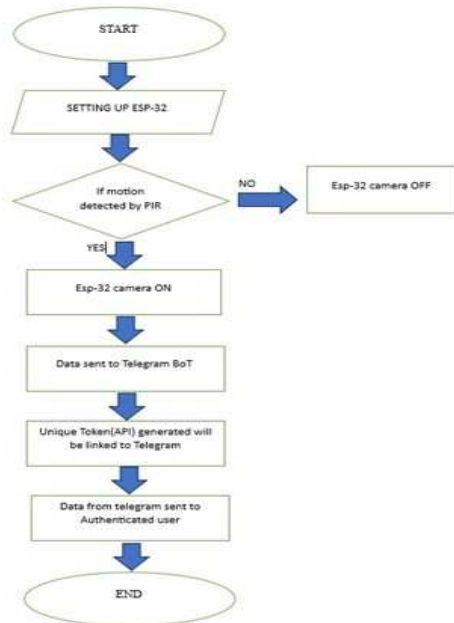 START
SETTING UP ESP-32
If motion
detected by PIR
NO
Esp-32 camera OFF
YES
Esp-32 camera ON
Data sent to Telegram BoT
Unique Token(API) generated will
be linked to Telegram
Data from telegram sent to
Authenticated user
END